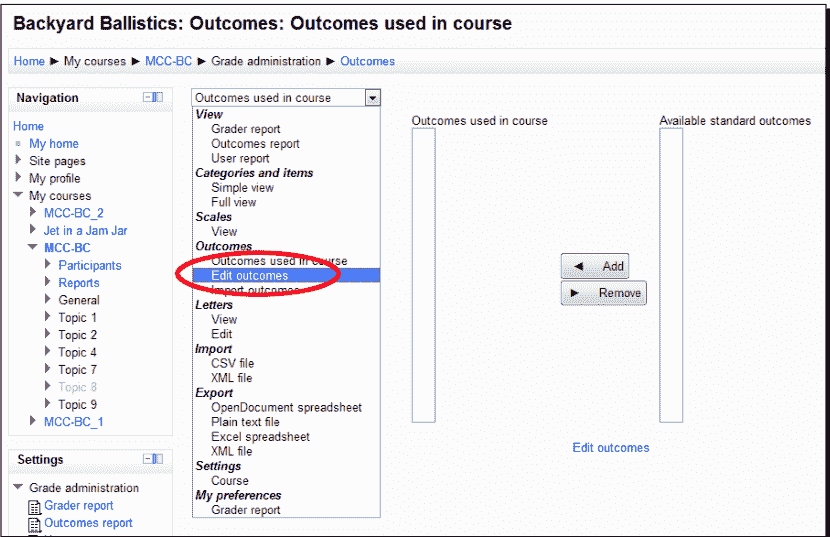 Backyard Ballistics: Outcomes: Outcomes used in course
Home ► My courses ► MCC-BC ► Grade administration ► Outcomes
Navigation
Home
My home
Site pages
My profile
My courses
MCC-BC_2
Jet in a Jam Jar
MCC-BC
Participants
Reports
General
Topic 1
Topic 2
Topic 4
Topic 7
Topic 8
Topic 9
MCC-BC_1
Settings
Grade administration
Grader report
Outcomes report
Outcomes used in course
View
Grader report
Outcomes report
User report
Categories and items
Simple view
Full view
Scales
View
Outcomes
Outcomes used in course
Edit outcomes
Import outcomes
Letters
View
Edit
Import
CSV file
XML file
Export
OpenDocument spreadsheet
Plain text file
Excel spreadsheet
XML file
Settings
Course
My preferences
Grader report
Outcomes used in course
◄ Add
► Remove
Available standard outcomes
Edit outcomes